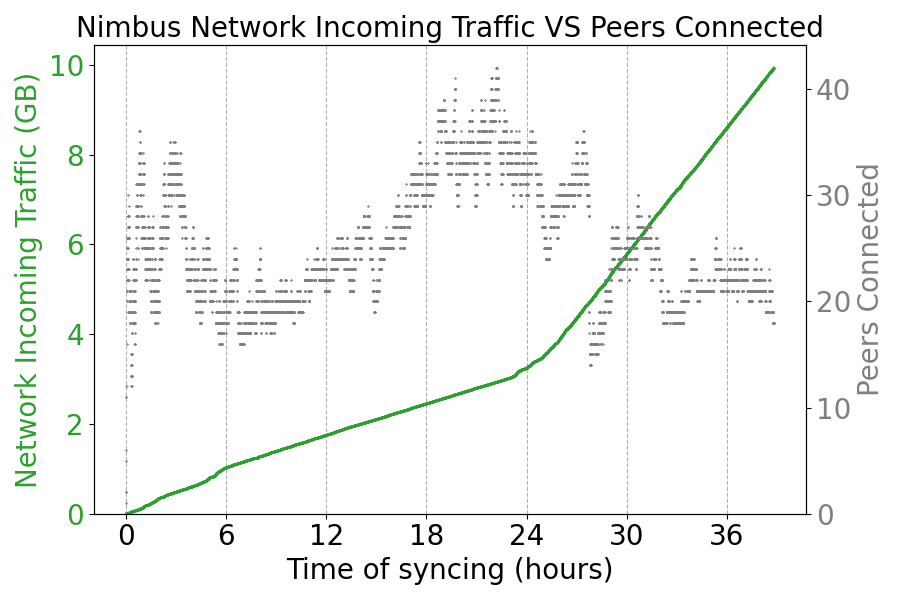 Nimbus Network Incoming Traffic VS Peers Connected
Network Incoming Traffic (GB)
10
8
6
4
2
0
40
30
20
10
0
Peers Connected
0 6 12 18 24 30 36
Time of syncing (hours)